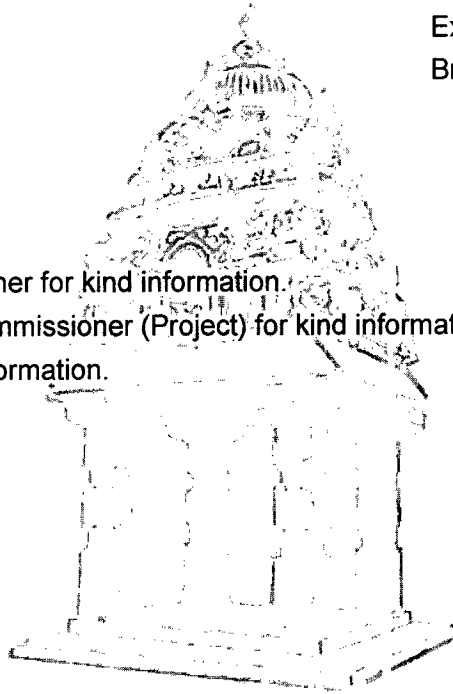 Ex
Br
ner for kind information.
mmissioner (Project) for kind informat
ormation.